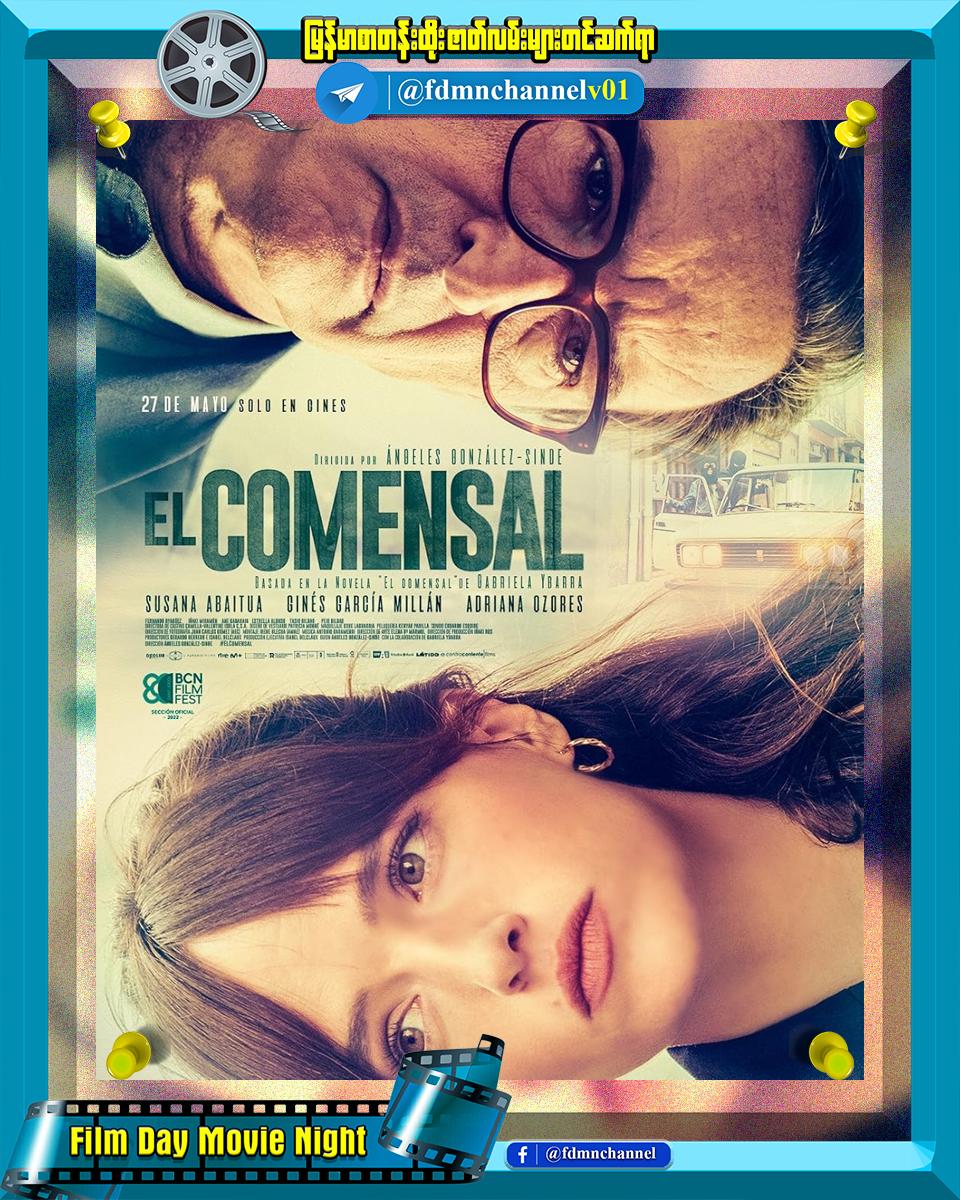 မြန်မာစာတန်းထိုးဇာတ်လမ်းများတင်ဆက်ရာ
@fdmnchannelv01
27 DE MAYO SOLO EN CINES
DIRIGIDA POR ÁNGELES GONZÁLEZ-SINDE
EL COMENSAL
BASADA EN LA NOVELA "EL COMENSAL" DE GABRIELA YBARRA
SUSANA ABAITUA GINÉS GARCÍA MILLÁN ADRIANA OZORES
#ELCOMENSAL
BCN
FILM
FEST
SECCIÓN OFICIAL
- 2022 -
Film Day Movie Night
f @fdmnchannel